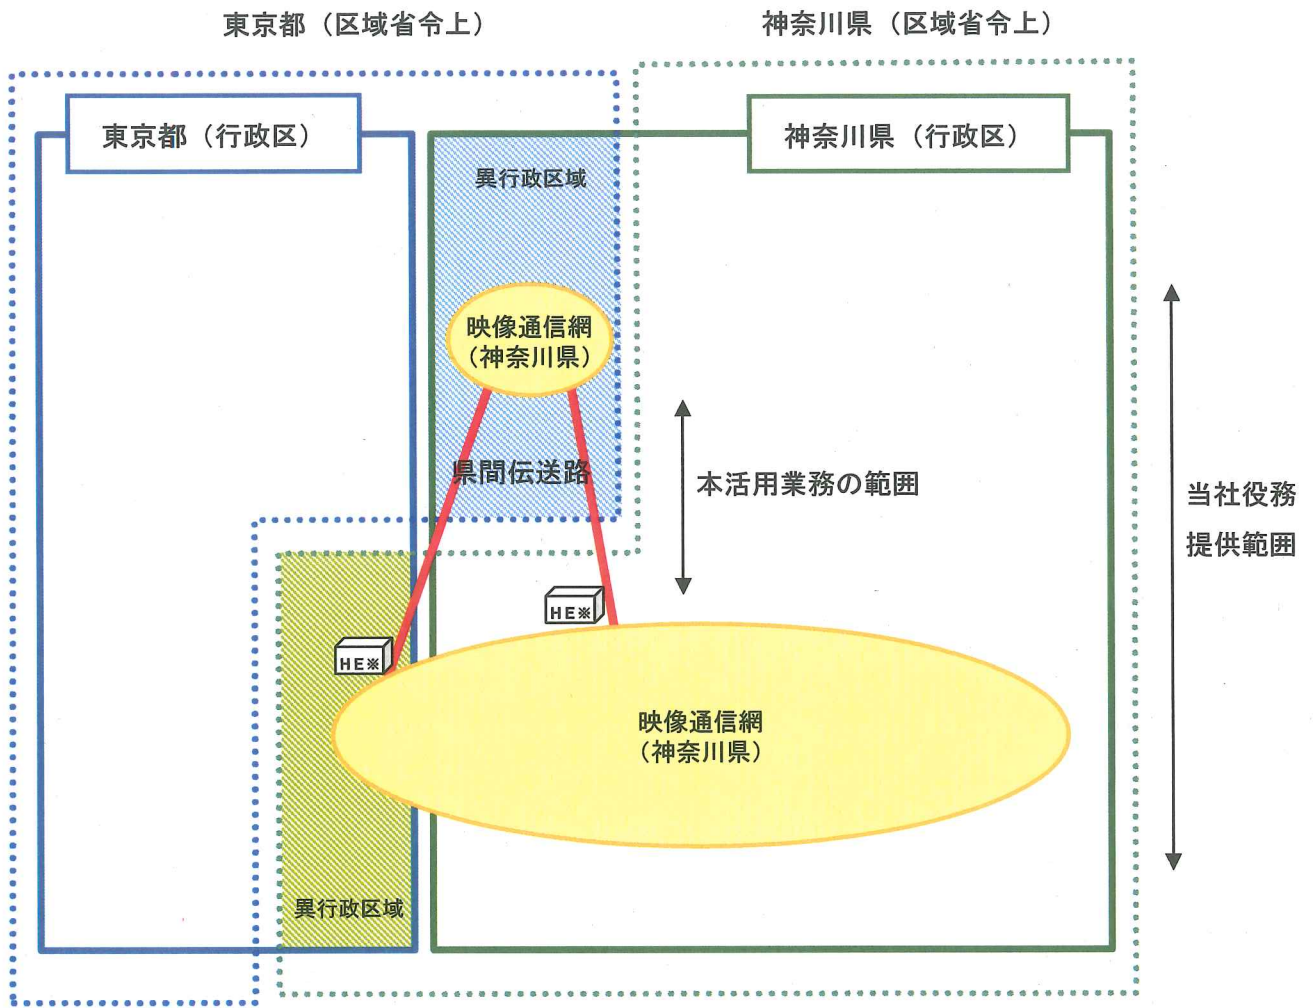 東京都（区域省令上）
神奈川県（区域省令上）
東京都（行政区）
神奈川県（行政区）
異行政区域
映像通信網
（神奈川県）
県間伝送路
本活用業務の範囲
当社役務
提供範囲
HE※
HE※
映像通信網
（神奈川県）
異行政区域